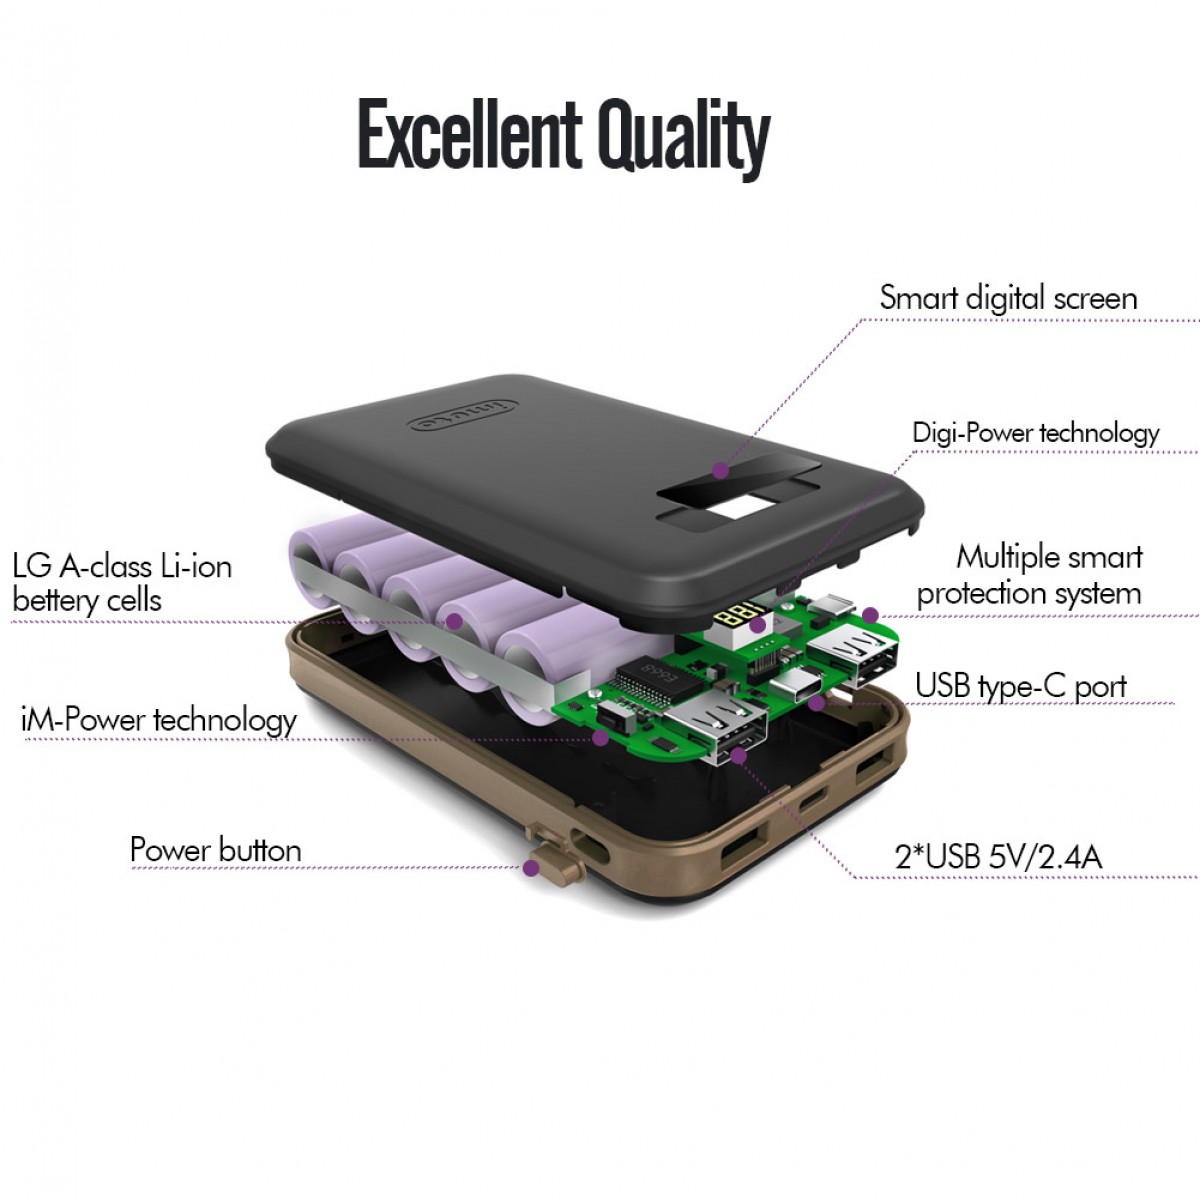 Excellent Quality
Smart digital screen
Digi-Power technology
Multiple smart
protection system
LG A-class Li-ion
bettery cells
USB type-C port
iM-Power technology
Power button
2*USB 5V/2.4A
imuto
188
E668